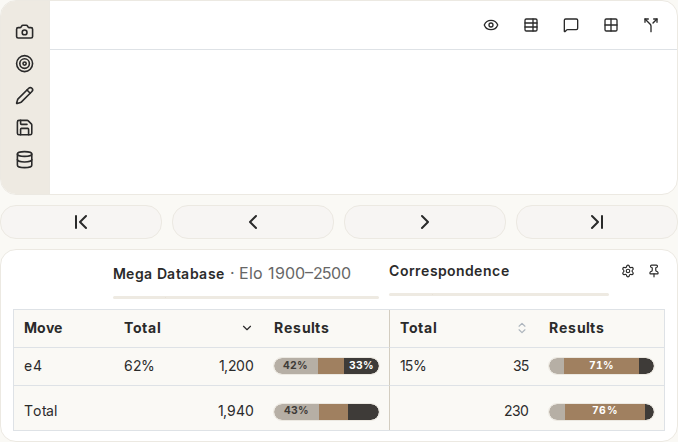 Mega Database · Elo 1900–2500 Correspondence
Move Total Results Total Results
e4 62% 1,200 42% 33% 15% 35 71%
Total 1,940 43% 230 76%